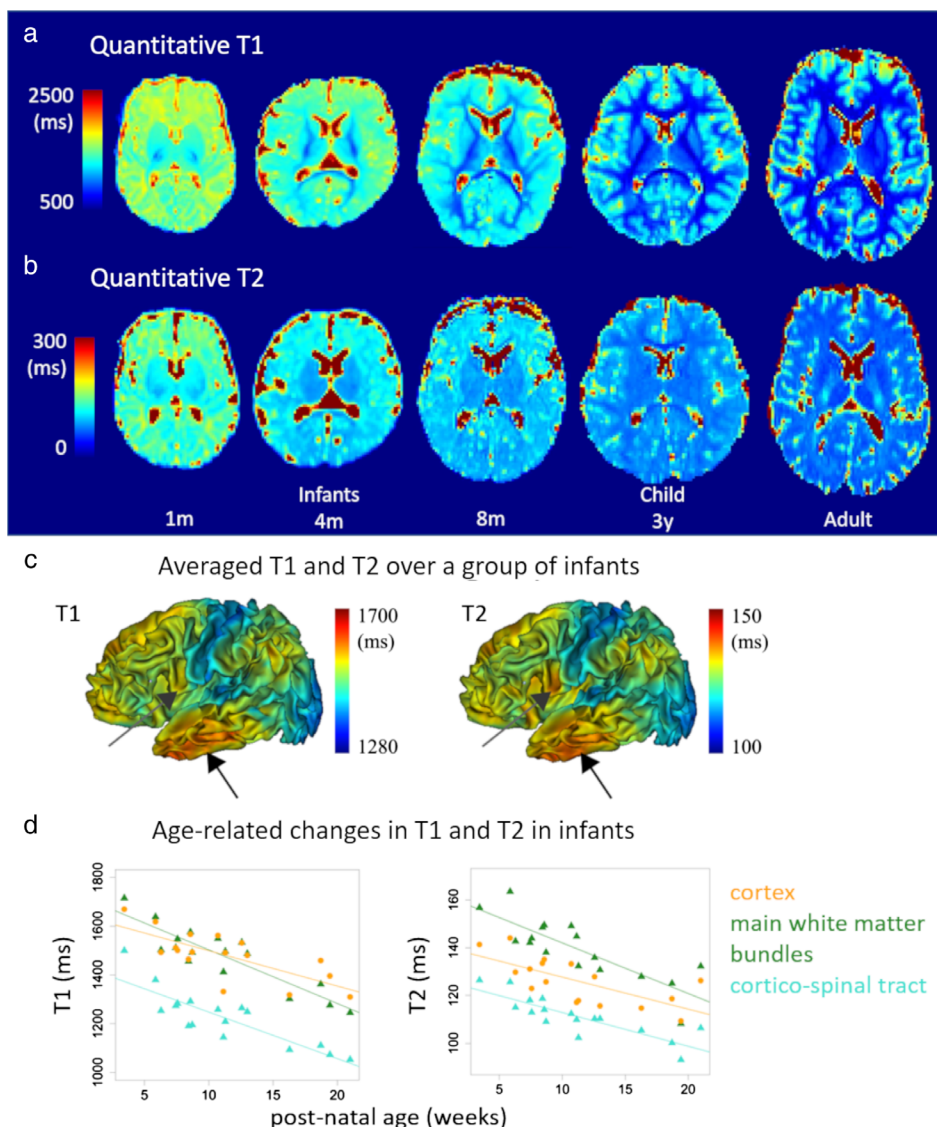 a
Quantitative T1
2500
(ms)
500
b
Quantitative T2
300
(ms)
0
Infants
Child
1m
4m
8m
3y
Adult
c
Averaged T1 and T2 over a group of infants
T1
1700
(ms)
1280
T2
150
(ms)
100
d
Age-related changes in T1 and T2 in infants
T1 (ms)
1800
1600
1400
1200
1000
5
10
15
20
T2 (ms)
160
140
120
100
5
10
15
20
post-natal age (weeks)
cortex
main white matter
bundles
cortico-spinal tract